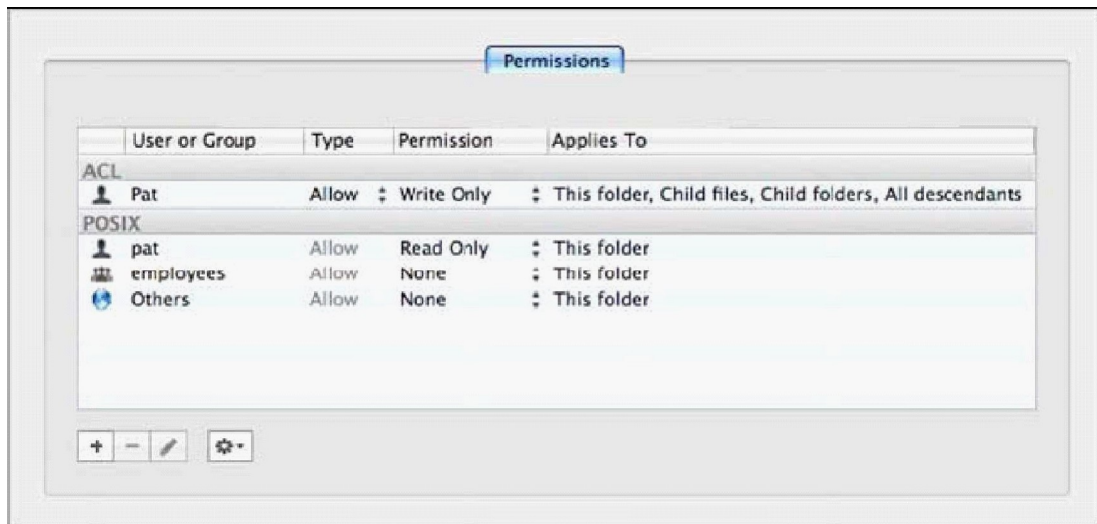 Permissions
User or Group Type Permission Applies To
ACL
Pat Allow Write Only This folder, Child files, Child folders, All descendants
POSIX
pat Allow Read Only This folder
employees Allow None This folder
Others Allow None This folder